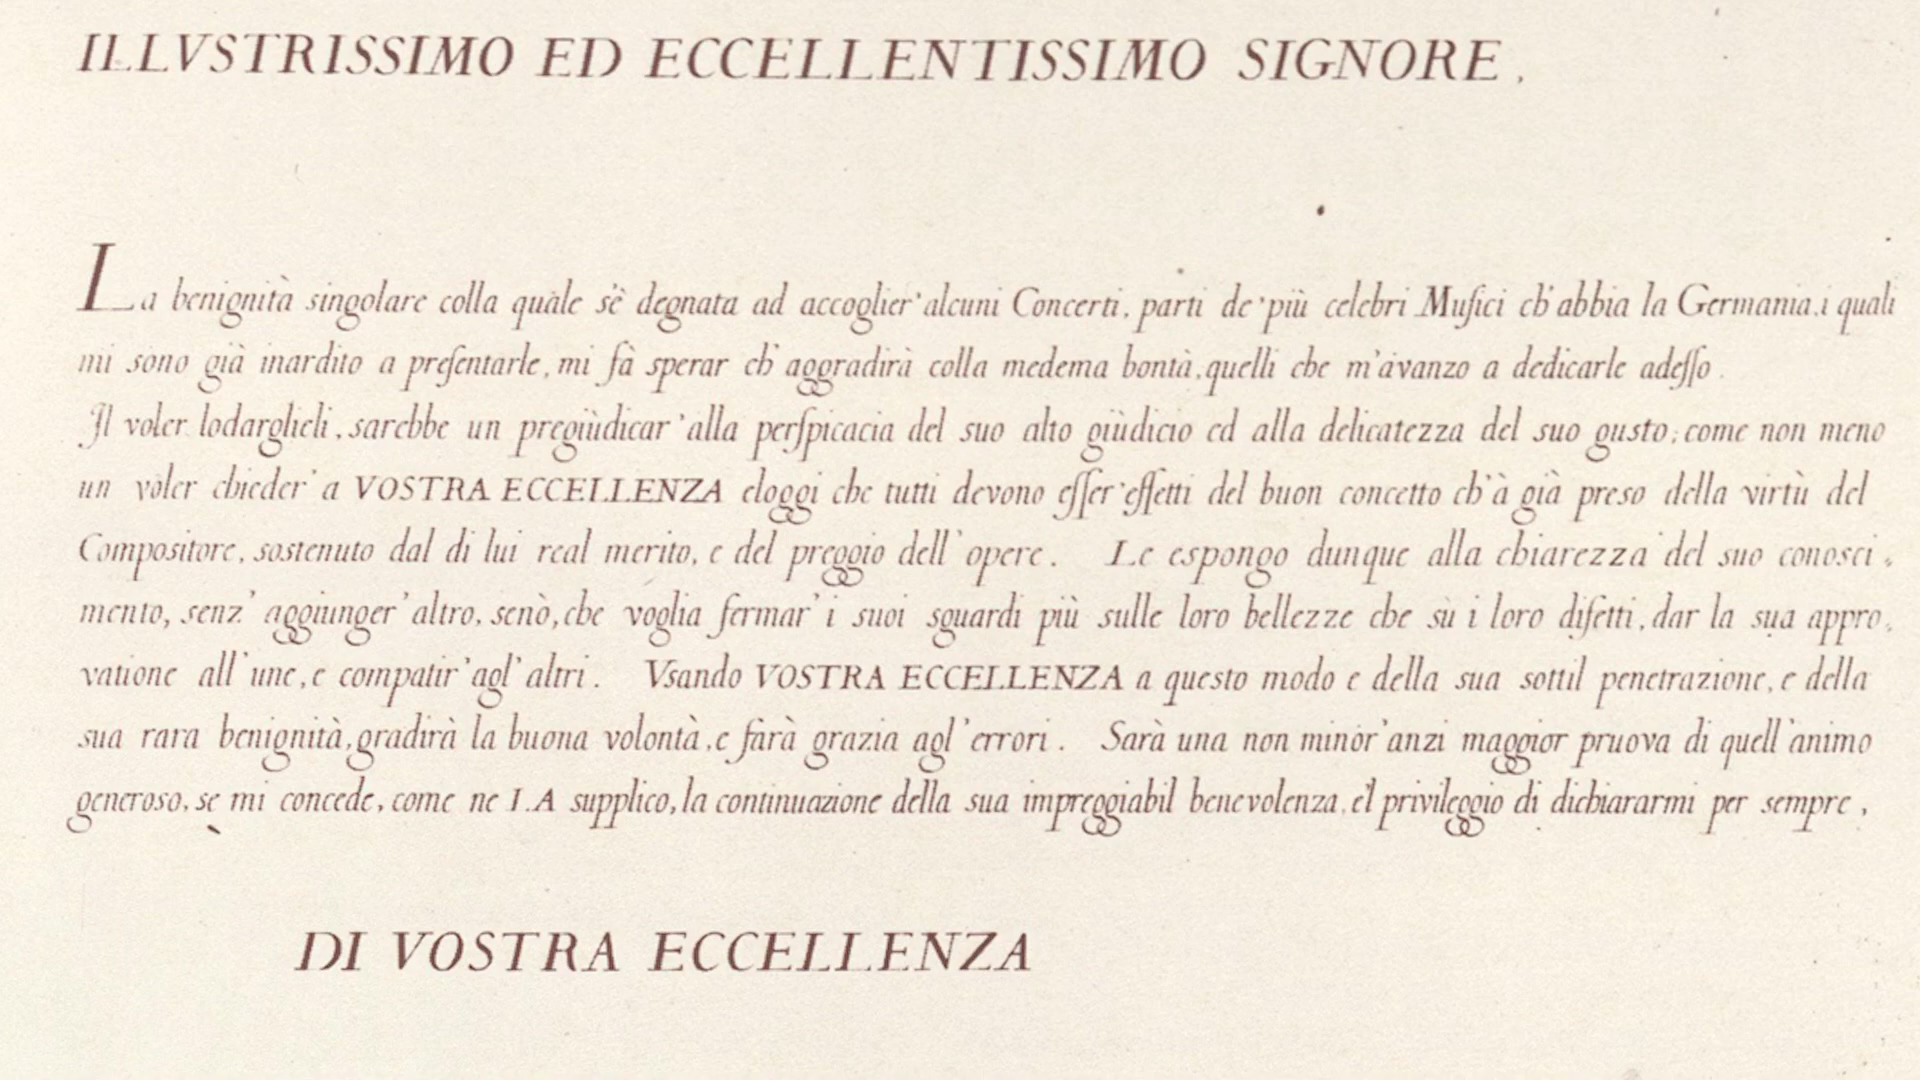 ILLVSTRISSIMO ED ECCELLENTISSIMO SIGNORE.
La benignità singolare colla quale s'è degnata ad accoglier' alcuni Concerti, parti de' più celebri Musici ch'abbia la Germania, i quali
mi sono già inardito a presentarle, mi fà sperar ch' aggradirà colla medema bontà, quelli che m'avanzo a dedicarle adesso.
Il voler lodarglieli, sarebbe un pregiùdicar' alla perspicacia del suo alto giùdicio ed alla delicatezza del suo gusto; come non meno
un voler chieder' a VOSTRA ECCELLENZA eloggi che tutti devono esser' effetti del buon concetto ch'à già preso della virtù del
Compositore, sostenuto dal di lui real merito, e del preggio dell' opere. Le espongo dunque alla chiarezza del suo conosci-
mento, senz' aggiunger' altro, senò, che voglia fermar' i suoi sguardi più sulle loro bellezze che sù i loro difetti, dar la sua appro-
vatione all' une, e compatir' agl' altri. Vsando VOSTRA ECCELLENZA a questo modo e della sua sottil penetrazione, e della
sua rara benignità, gradirà la buona volontà, e farà grazia agl' errori. Sarà una non minor' anzi maggior pruova di quell'animo
generoso, se mi concede, come ne LA supplico, la continuazione della sua impreggiabil benevolenza, e'l privileggio di dichiararmi per sempre,
DI VOSTRA ECCELLENZA